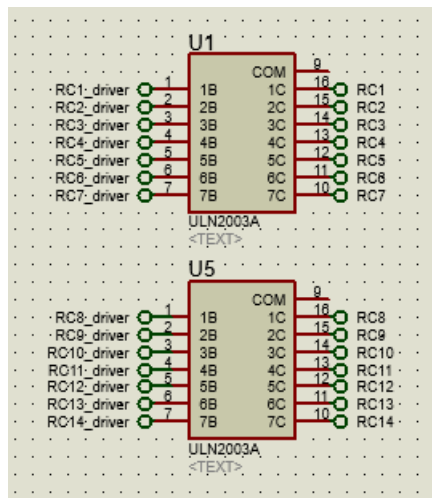 U1
COM 9
RC1_driver 1 1B 1C 16 RC1
RC2_driver 2 2B 2C 15 RC2
RC3_driver 3 3B 3C 14 RC3
RC4_driver 4 4B 4C 13 RC4
RC5_driver 5 5B 5C 12 RC5
RC6_driver 6 6B 6C 11 RC6
RC7_driver 7 7B 7C 10 RC7
ULN2003A
<TEXT>
U5
COM 9
RC8_driver 1 1B 1C 16 RC8
RC9_driver 2 2B 2C 15 RC9
RC10_driver 3 3B 3C 14 RC10
RC11_driver 4 4B 4C 13 RC11
RC12_driver 5 5B 5C 12 RC12
RC13_driver 6 6B 6C 11 RC13
RC14_driver 7 7B 7C 10 RC14
ULN2003A
<TEXT>